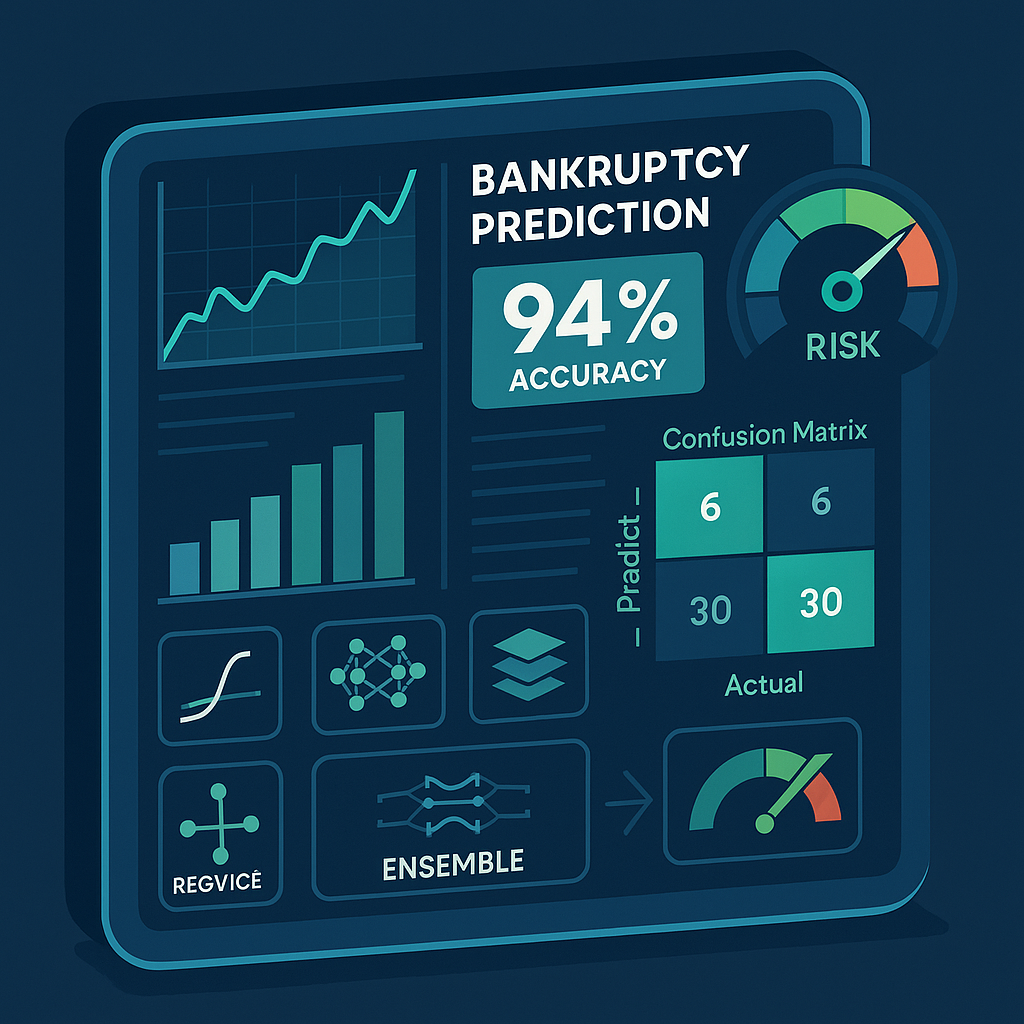 BANKRUPTCY
PREDICTION
94%
ACCURACY
RISK
Confusion Matrix
6 6
30 30
— Pradict —
Actual
REGVICĖ
ENSEMBLE